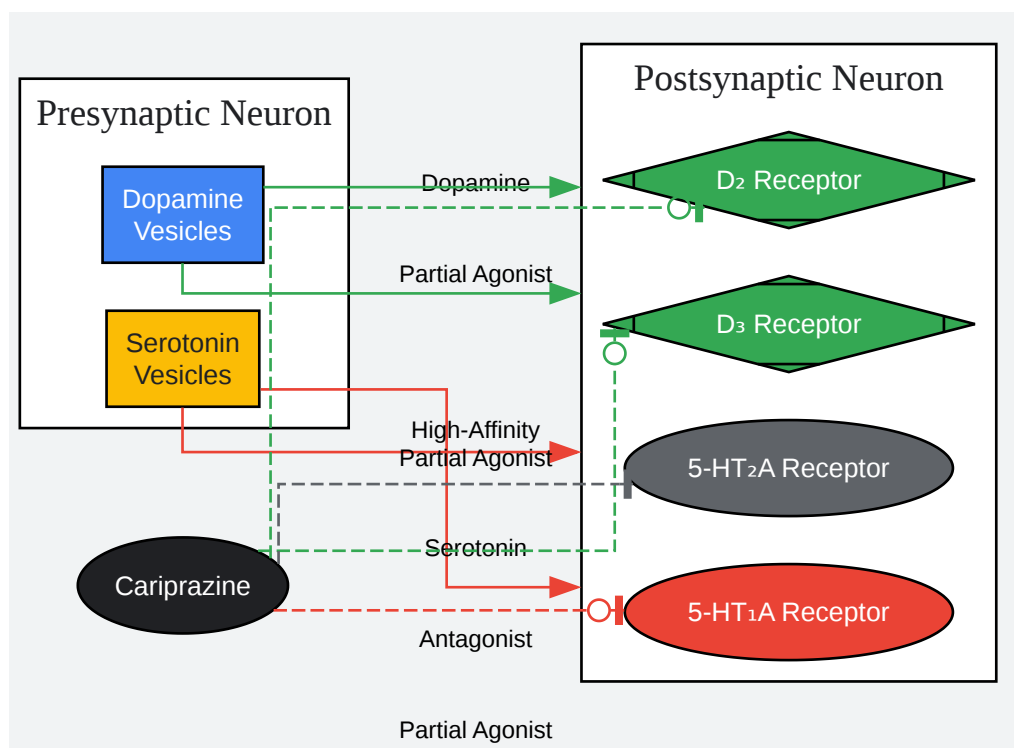 Presynaptic Neuron
Dopamine
Vesicles
Serotonin
Vesicles
Cariprazine
Dopamine
Partial Agonist
High-Affinity
Partial Agonist
Serotonin
Antagonist
Partial Agonist
Postsynaptic Neuron
D₂ Receptor
D₃ Receptor
5-HT₂A Receptor
5-HT₁A Receptor